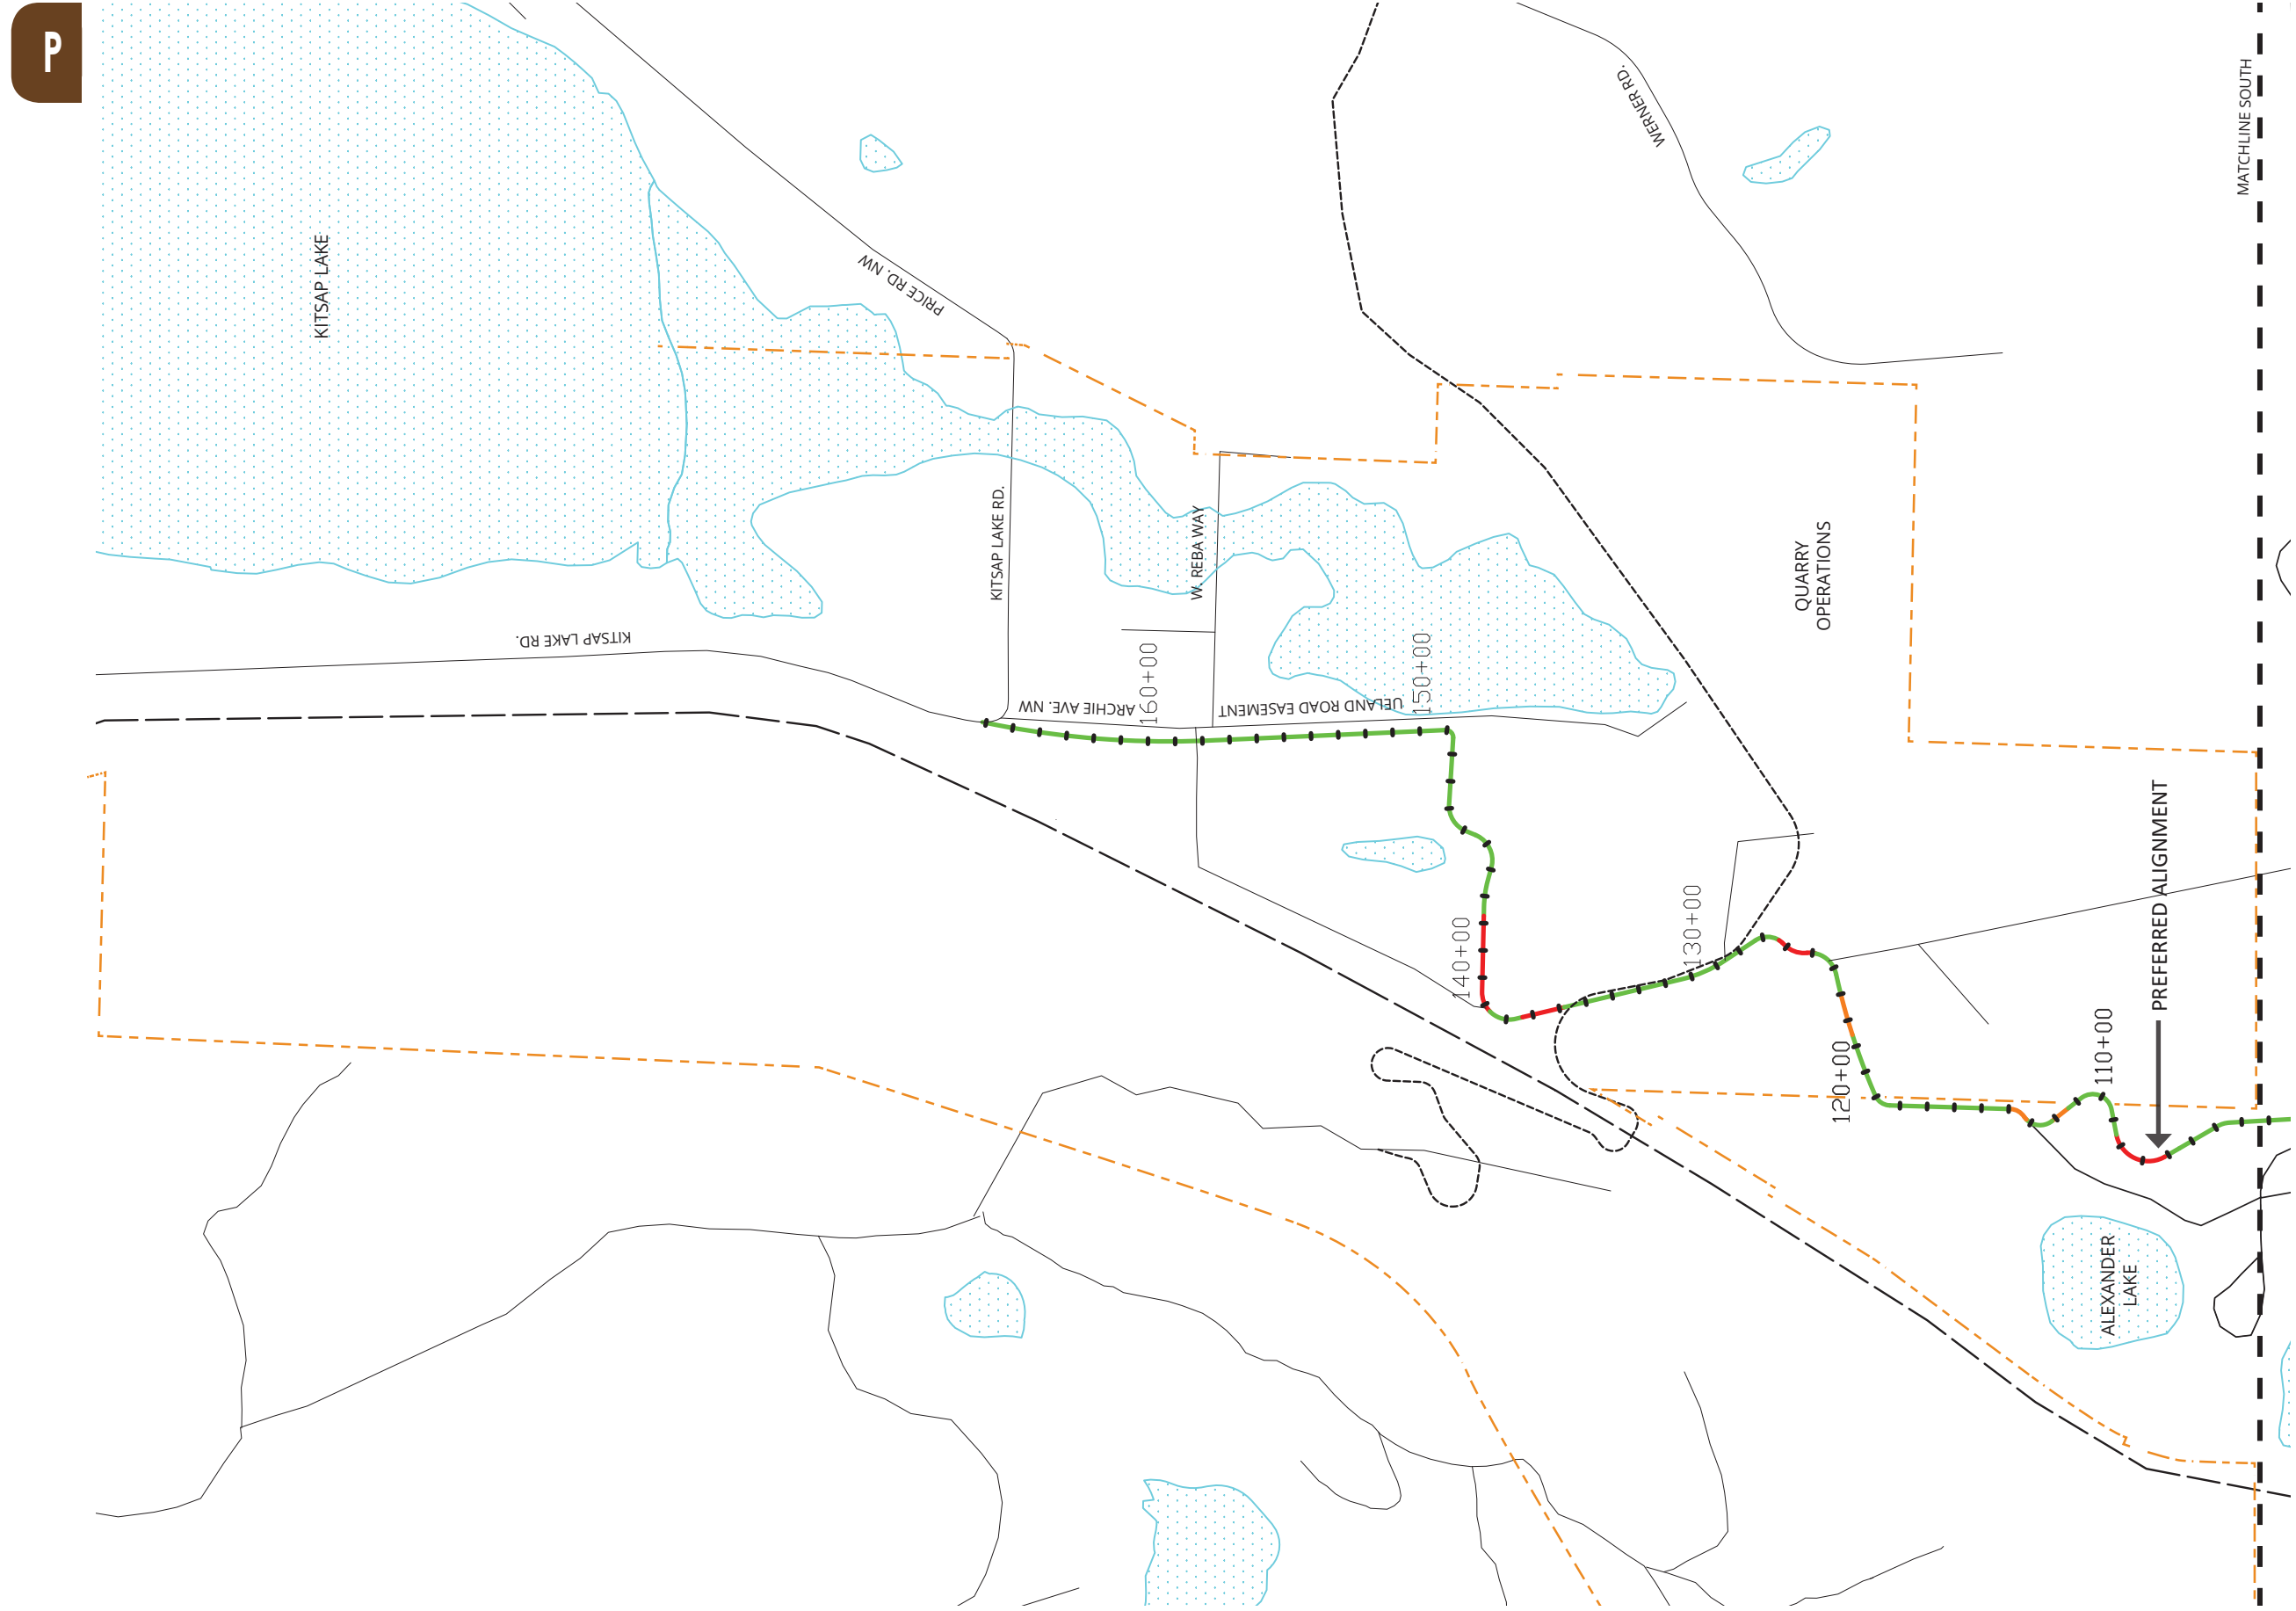 P
MATCHLINE SOUTH
WERNER RD.
KITSAP LAKE
PRICE RD. NW
KITSAP LAKE RD.
W. REBA WAY
QUARRY
OPERATIONS
KITSAP LAKE RD.
160+00
150+00
ARCHIE AVE. NW
UELAND ROAD EASEMENT
PREFERRED ALIGNMENT
140+00
130+00
120+00
110+00
ALEXANDER
LAKE